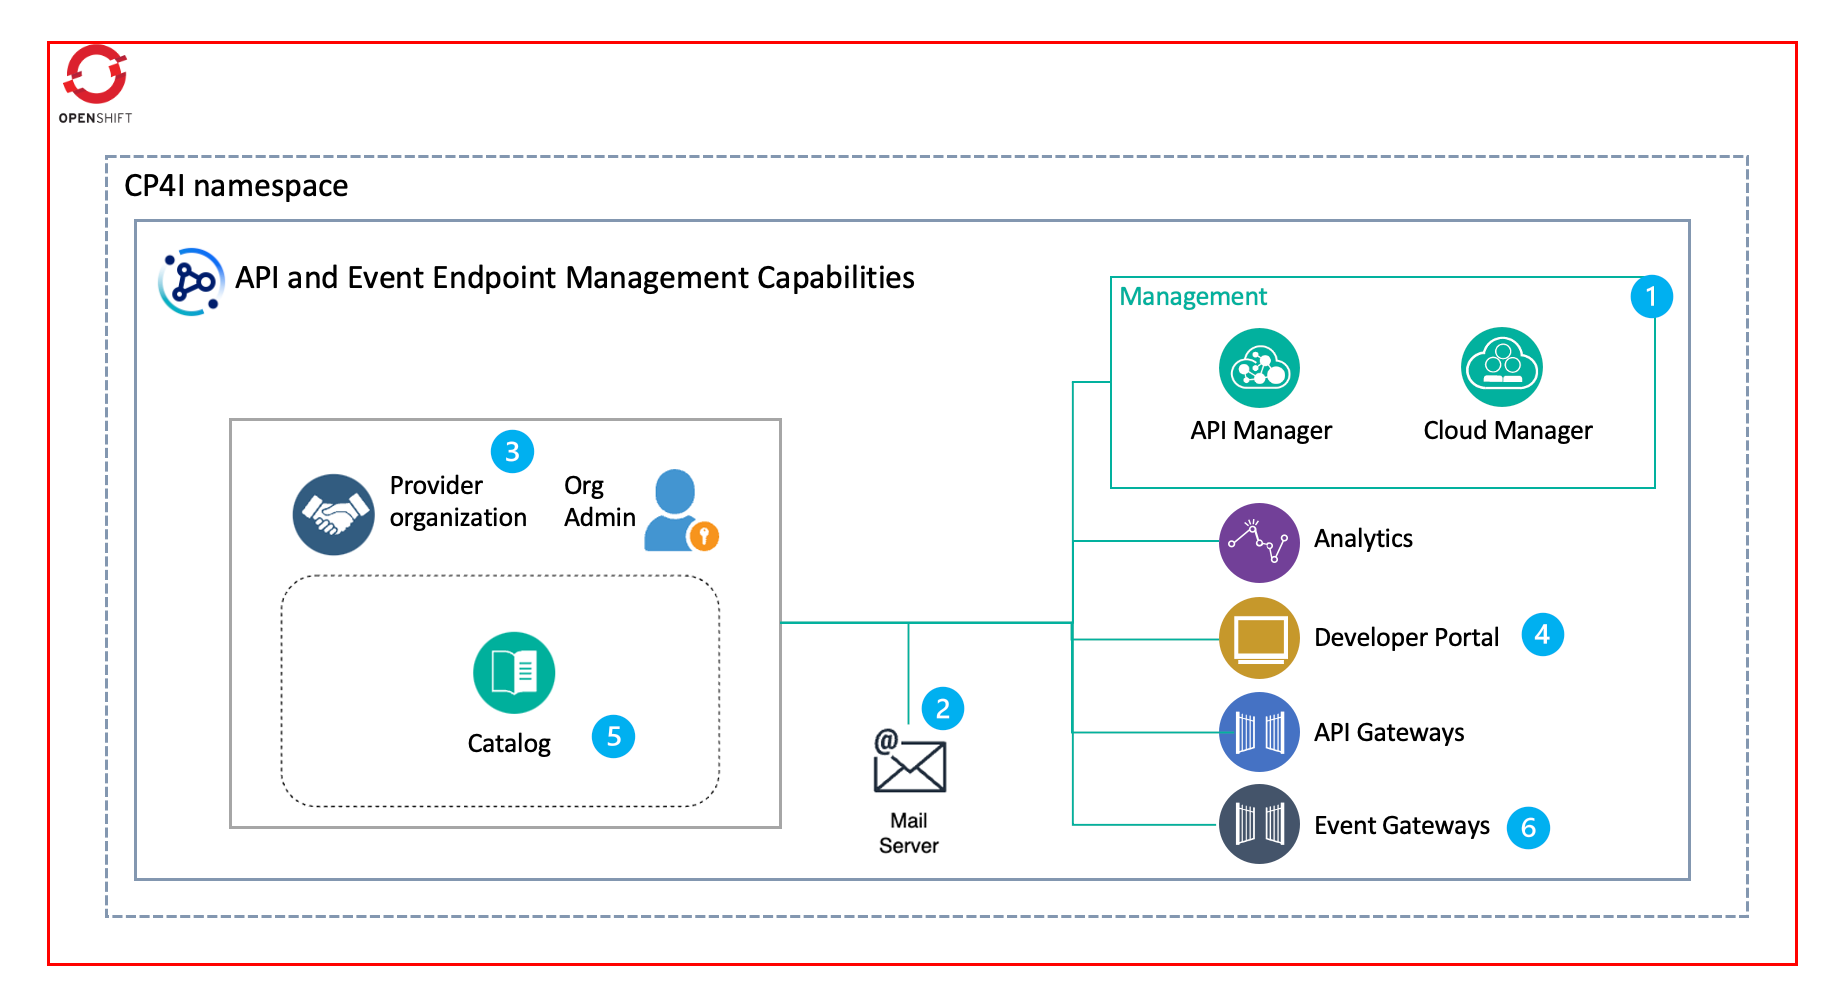 OPENSHIFT
CP4I namespace
API and Event Endpoint Management Capabilities
Management
1
API Manager
Cloud Manager
3
Provider
organization
Org
Admin
Analytics
Developer Portal
4
Catalog
5
2
@
Mail
Server
API Gateways
Event Gateways
6